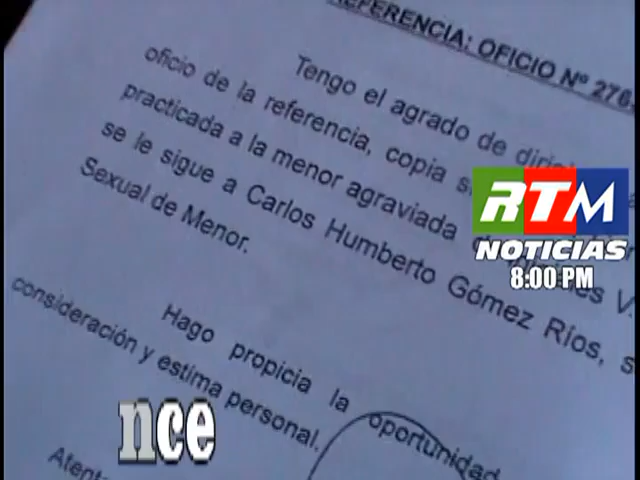 REFERENCIA: OFICIO Nº 276
Tengo el agrado de
oficio de la referencia, copia
practicada a la menor agraviada
se le sigue a Carlos Humberto Gómez Ríos,
Sexual de Menor.
Hago propicia la oportunidad
consideración y estima personal.
RTM
NOTICIAS
8:00 PM
nce